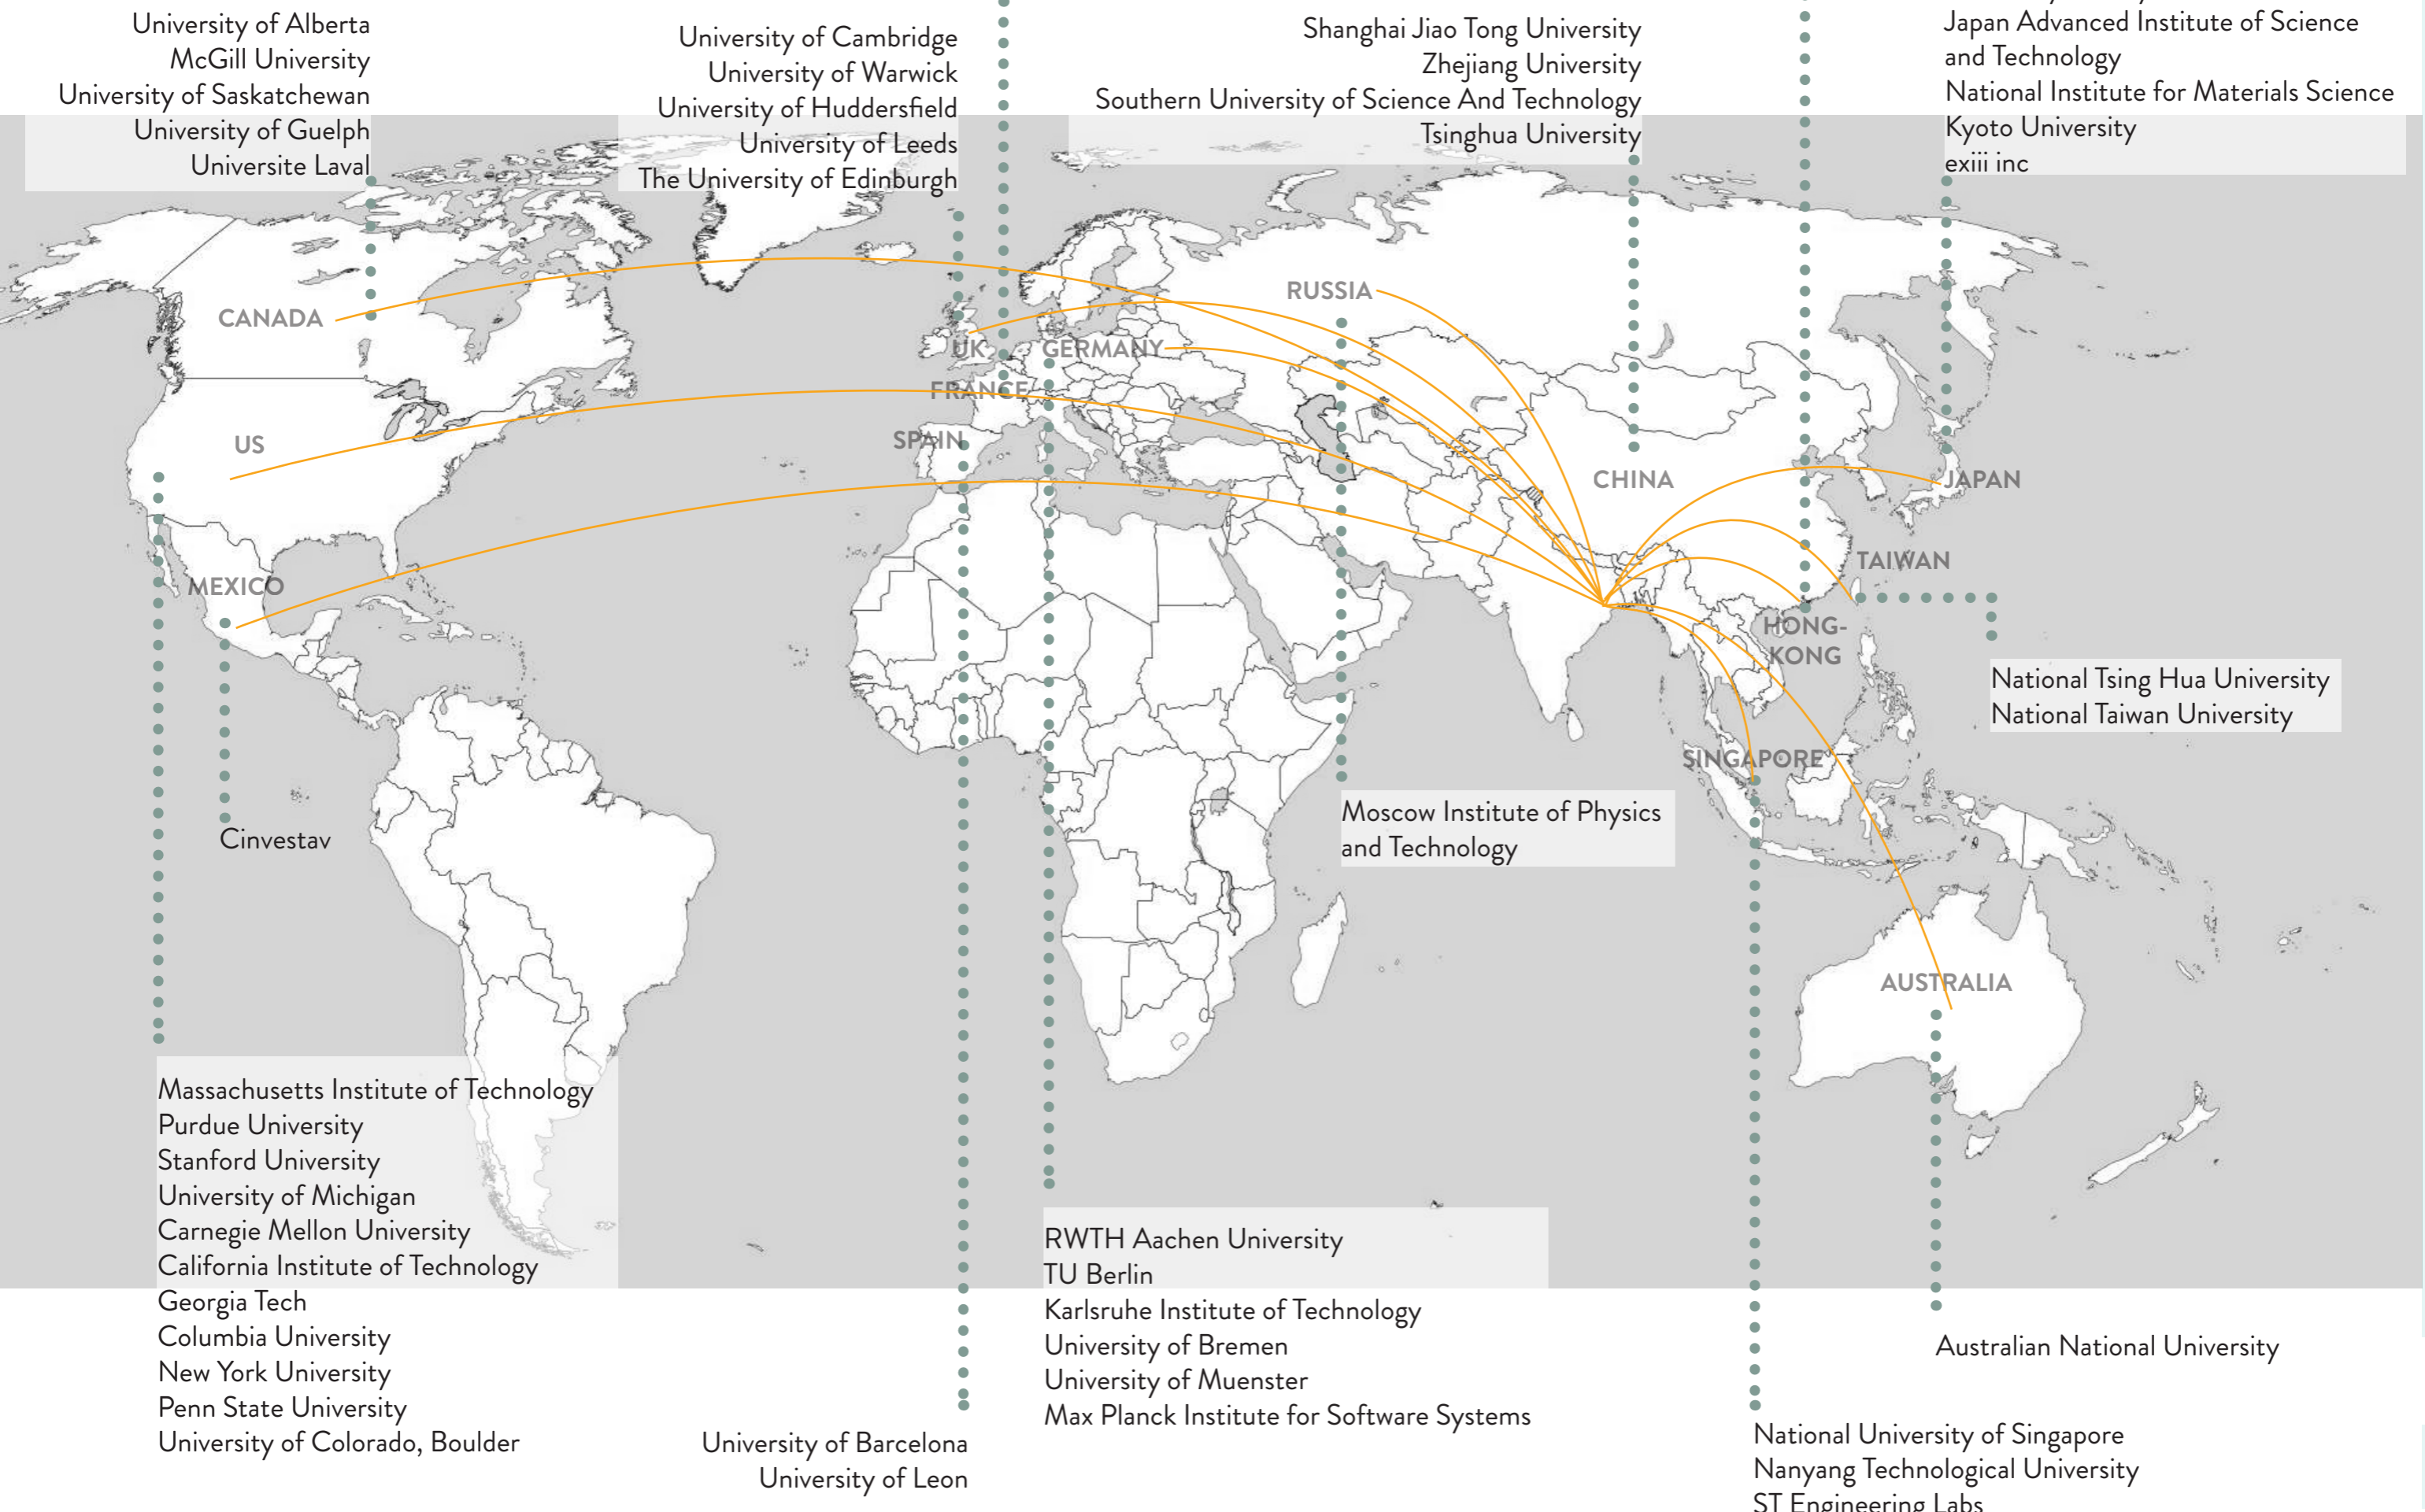 University of Alberta
McGill University
University of Saskatchewan
University of Guelph
Universite Laval
University of Cambridge
University of Warwick
University of Huddersfield
University of Leeds
The University of Edinburgh
Shanghai Jiao Tong University
Zhejiang University
Southern University of Science And Technology
Tsinghua University
Japan Advanced Institute of Science
and Technology
National Institute for Materials Science
Kyoto University
exiii inc
RUSSIA
CANADA
UK
GERMANY
FRANCE
SPAIN
US
CHINA
JAPAN
TAIWAN
MEXICO
HONG-
KONG
National Tsing Hua University
National Taiwan University
SINGAPORE
Cinvestav
Moscow Institute of Physics
and Technology
AUSTRALIA
Massachusetts Institute of Technology
Purdue University
Stanford University
University of Michigan
Carnegie Mellon University
California Institute of Technology
Georgia Tech
Columbia University
New York University
Penn State University
University of Colorado, Boulder
University of Barcelona
University of Leon
RWTH Aachen University
TU Berlin
Karlsruhe Institute of Technology
University of Bremen
University of Muenster
Max Planck Institute for Software Systems
Australian National University
National University of Singapore
Nanyang Technological University
ST Engineering Labs